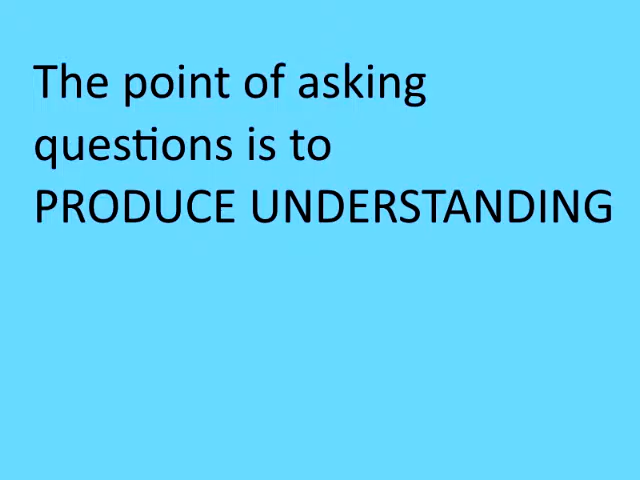 The point of asking
questions is to
PRODUCE UNDERSTANDING